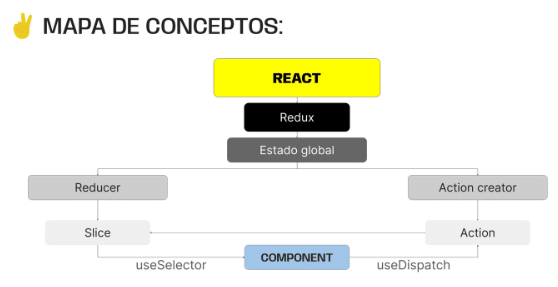 MAPA DE CONCEPTOS:
REACT
Redux
Estado global
Reducer
Action creator
Slice
Action
COMPONENT
useSelector
useDispatch